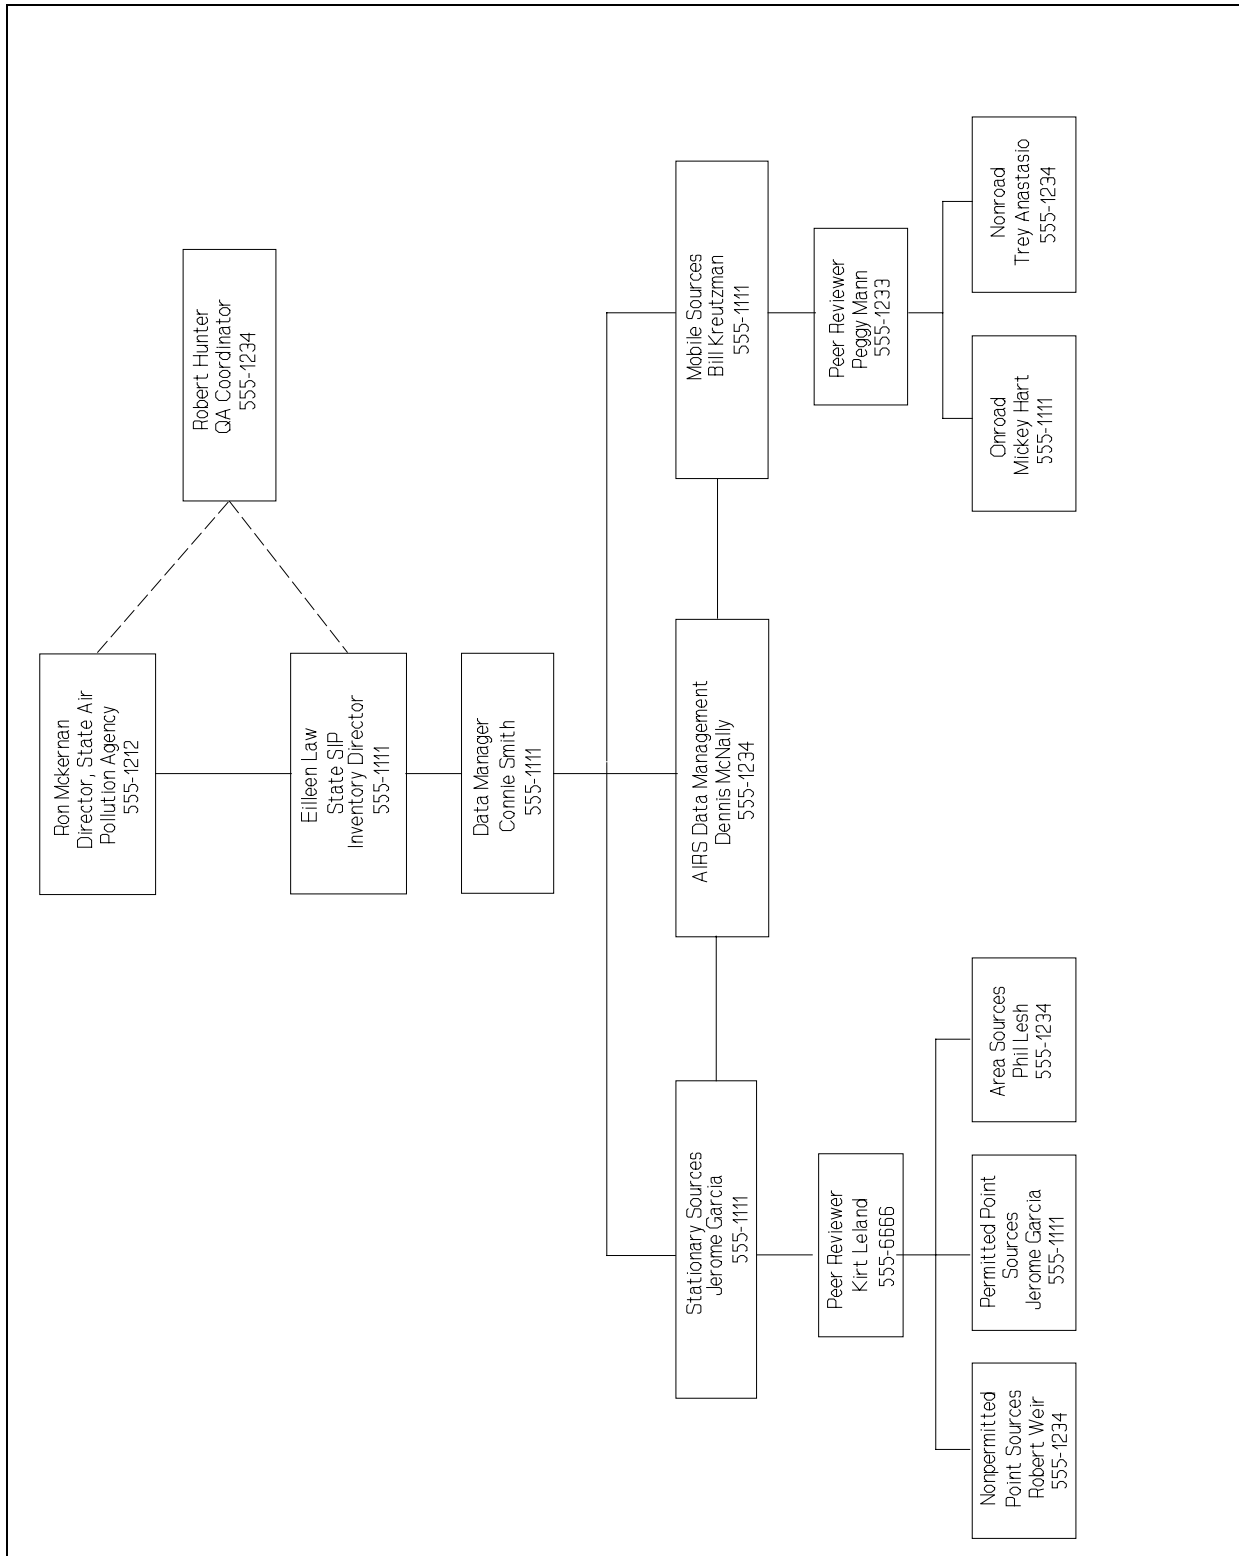 Ron Mckernan
Director, State Air
Pollution Agency
555-1212
Robert Hunter
QA Coordinator
555-1234
Eilleen Law
State SIP
Inventory Director
555-1111
Data Manager
Connie Smith
555-1111
Stationary Sources
Jerome Garcia
555-1111
AIRS Data Management
Dennis McNally
555-1234
Mobile Sources
Bill Kreutzman
555-1111
Peer Reviewer
Kirt Leland
555-6666
Peer Reviewer
Peggy Mann
555-1233
Nonpermitted
Point Sources
Robert Weir
555-1234
Permitted Point
Sources
Jerome Garcia
555-1111
Area Sources
Phil Lesh
555-1234
Onroad
Mickey Hart
555-1111
Nonroad
Trey Anastasio
555-1234